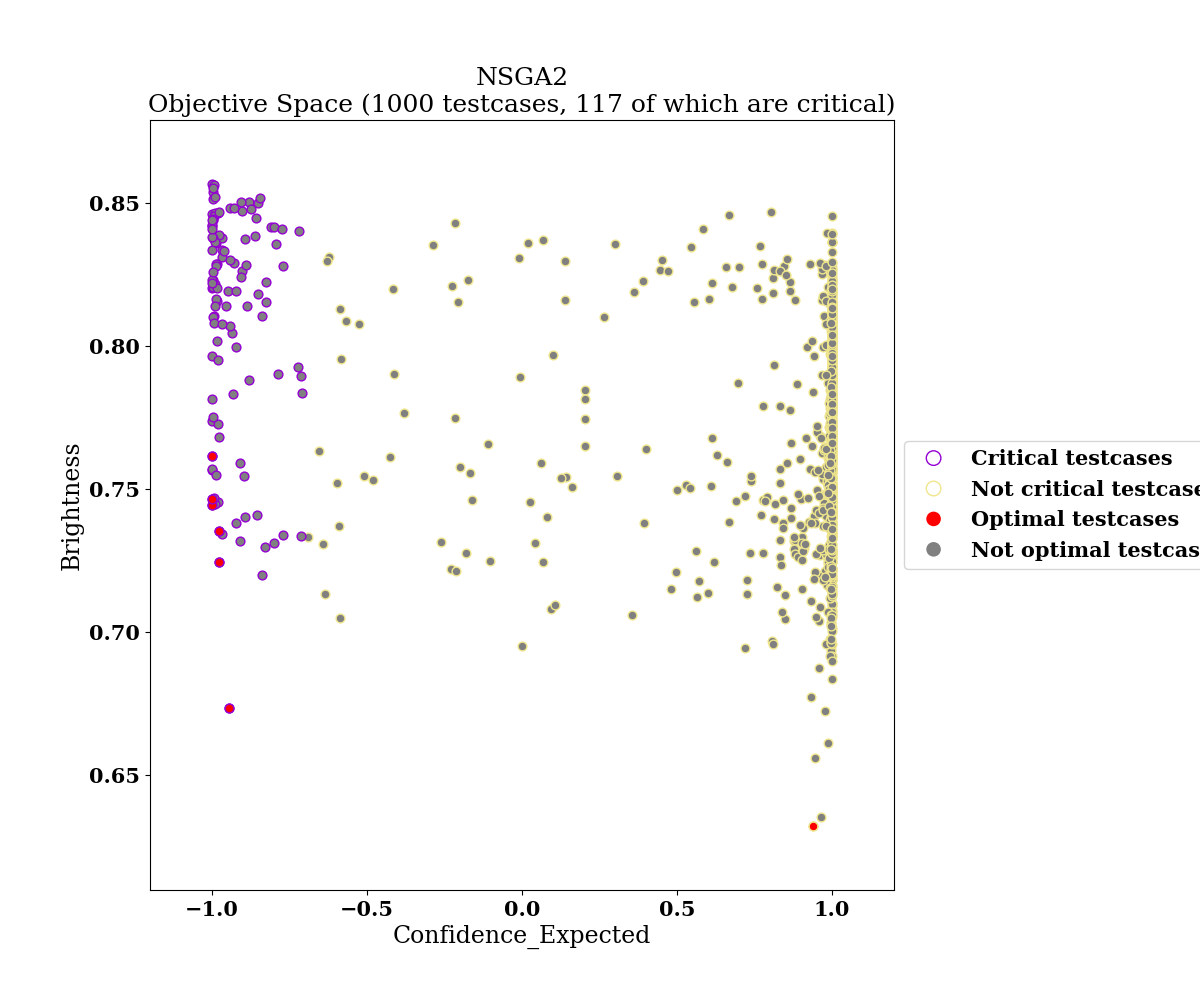 NSGA2
Objective Space (1000 testcases, 117 of which are critical)
0.85
0.80
0.75
0.70
0.65
Brightness
−1.0
−0.5
0.0
0.5
1.0
Confidence_Expected
Critical testcases
Not critical testcase
Optimal testcases
Not optimal testcas